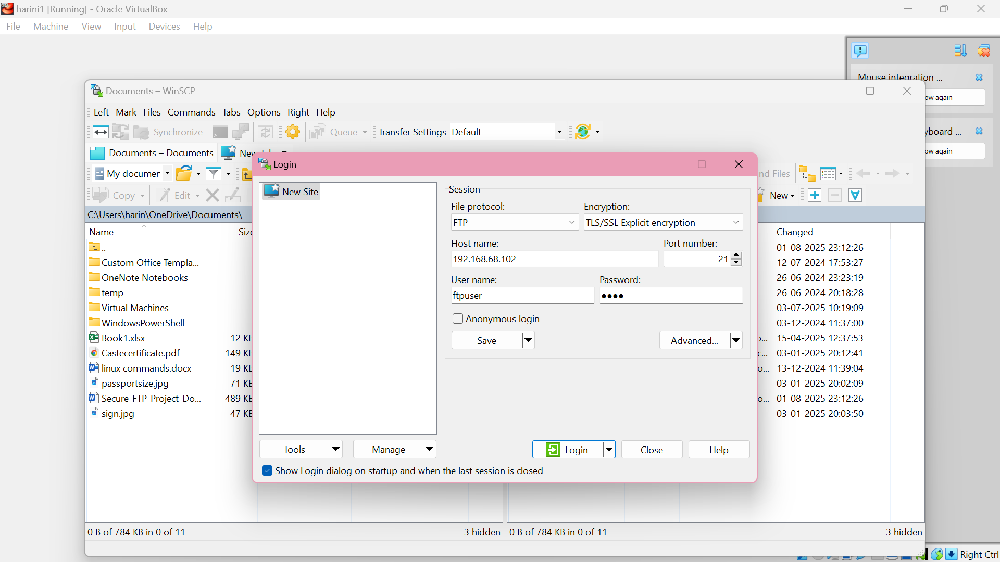 harini1 [Running] - Oracle VirtualBox
File Machine View Input Devices Help
Mouse integration ...
ow again
yboard ...
ow again
Documents – WinSCP
Left Mark Files Commands Tabs Options Right Help
Synchronize Queue Transfer Settings Default
Documents – Documents New Tab
My documer ind Files
Copy Edit New
C:\Users\harin\OneDrive\Documents\
Name Size Changed
.. 01-08-2025 23:12:26
Custom Office Templa... 12-07-2024 17:53:27
OneNote Notebooks 26-06-2024 23:23:19
temp 26-06-2024 20:18:28
Virtual Machines 03-07-2025 10:19:09
WindowsPowerShell 03-12-2024 11:37:00
Book1.xlsx 12 KB 15-04-2025 12:37:53
Castecertificate.pdf 149 KB c... 03-01-2025 20:12:41
linux commands.docx 19 KB o... 13-12-2024 11:39:04
passportsize.jpg 71 KB 03-01-2025 20:02:09
Secure_FTP_Project_Do... 489 KB o... 01-08-2025 23:12:26
sign.jpg 47 KB 03-01-2025 20:03:50
Login
New Site
Session
File protocol: Encryption:
FTP TLS/SSL Explicit encryption
Host name: Port number:
192.168.68.102 21
User name: Password:
ftpuser ●●●●
Anonymous login
Save Advanced...
Tools Manage Login Close Help
Show Login dialog on startup and when the last session is closed
0 B of 784 KB in 0 of 11 3 hidden 0 B of 784 KB in 0 of 11 3 hidden
Right Ctrl